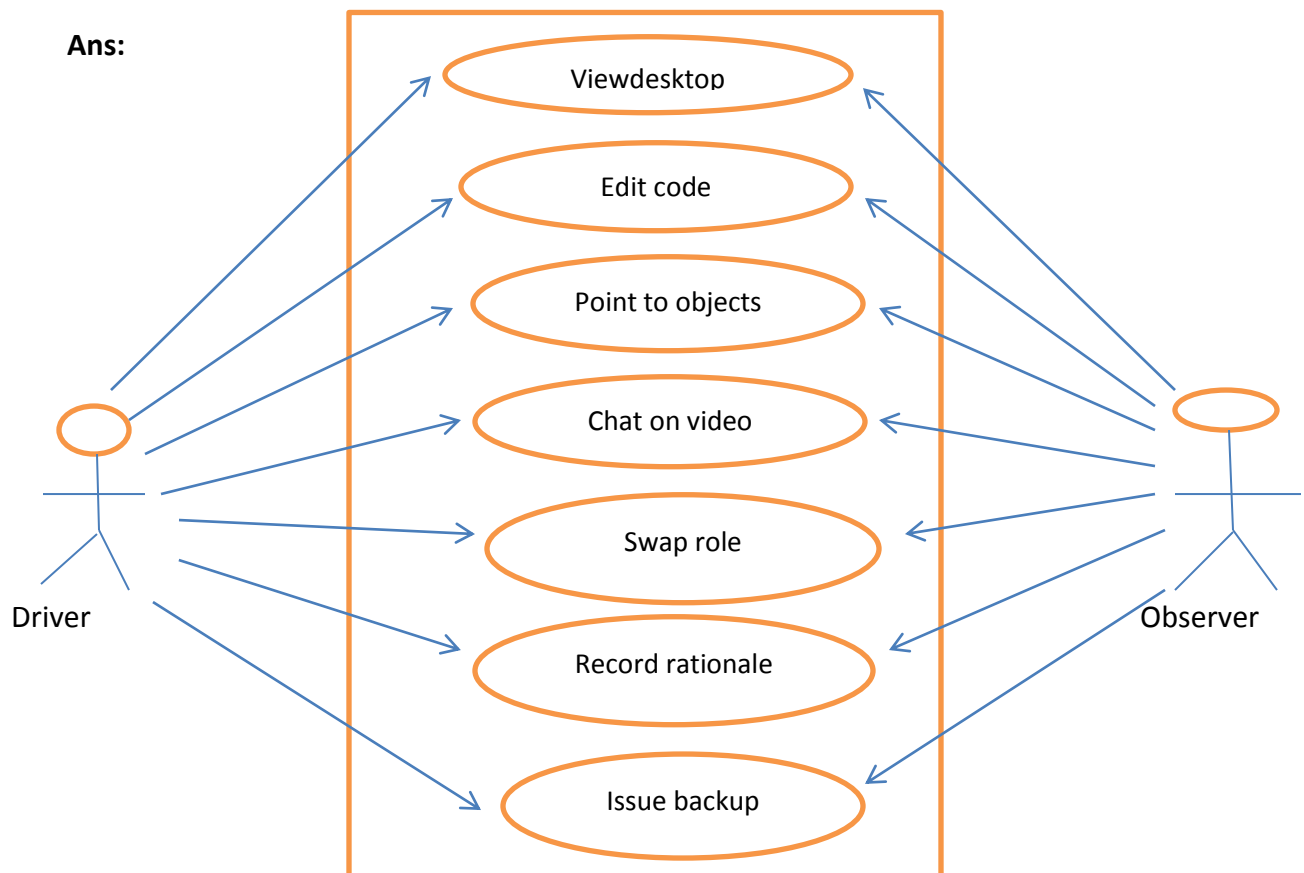 Ans:
Viewdesktop
Edit code
Point to objects
Chat on video
Swap role
Driver
Observer
Record rationale
Issue backup